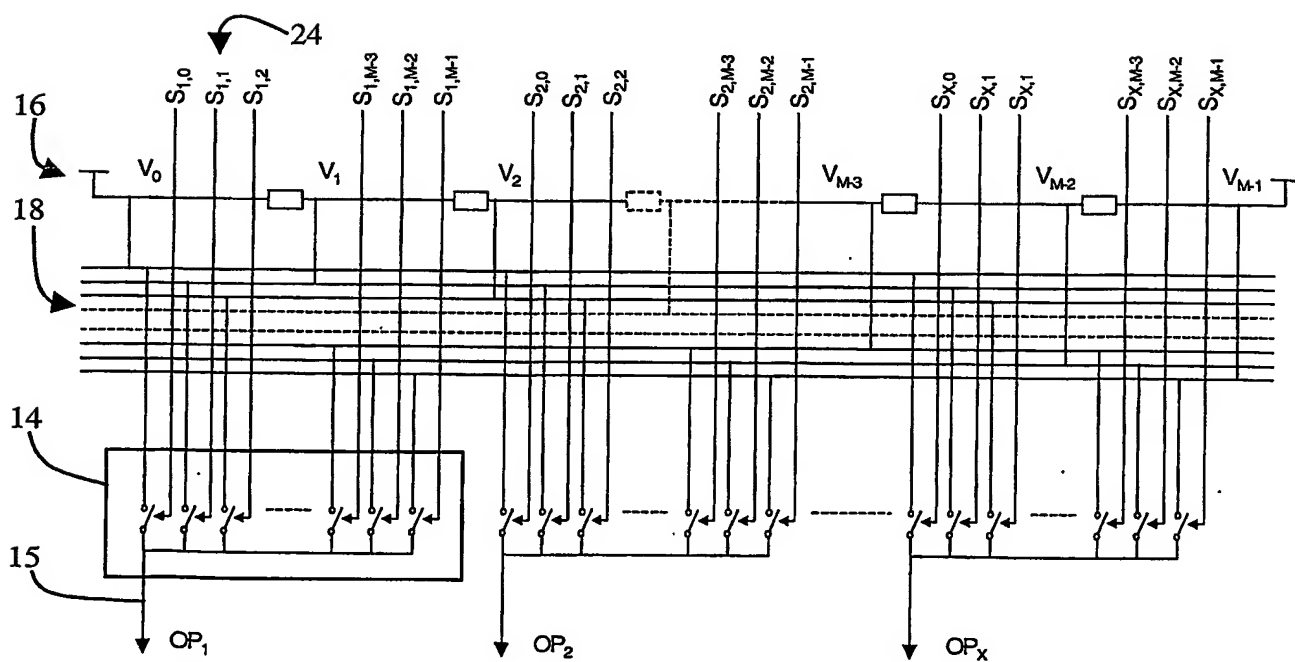 24
S1,0
S1,1
S1,2
S1,M-3
S1,M-2
S1,M-1
S2,0
S2,1
S2,2
S2,M-3
S2,M-2
S2,M-1
SX,0
SX,1
SX,1
SX,M-3
SX,M-2
SX,M-1
16
V0
V1
V2
VM-3
VM-2
VM-1
18
14
15
OP1
OP2
OPX